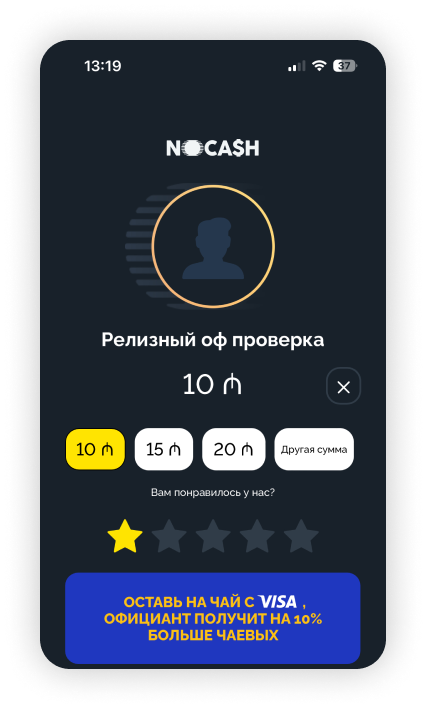 13:19 37
NOCA$H
Релизный оф проверка
10 ₼
10 ₼ 15 ₼ 20 ₼ Другая сумма
Вам понравилось у нас?
ОСТАВЬ НА ЧАЙ С VISA ,
ОФИЦИАНТ ПОЛУЧИТ НА 10%
БОЛЬШЕ ЧАЕВЫХ